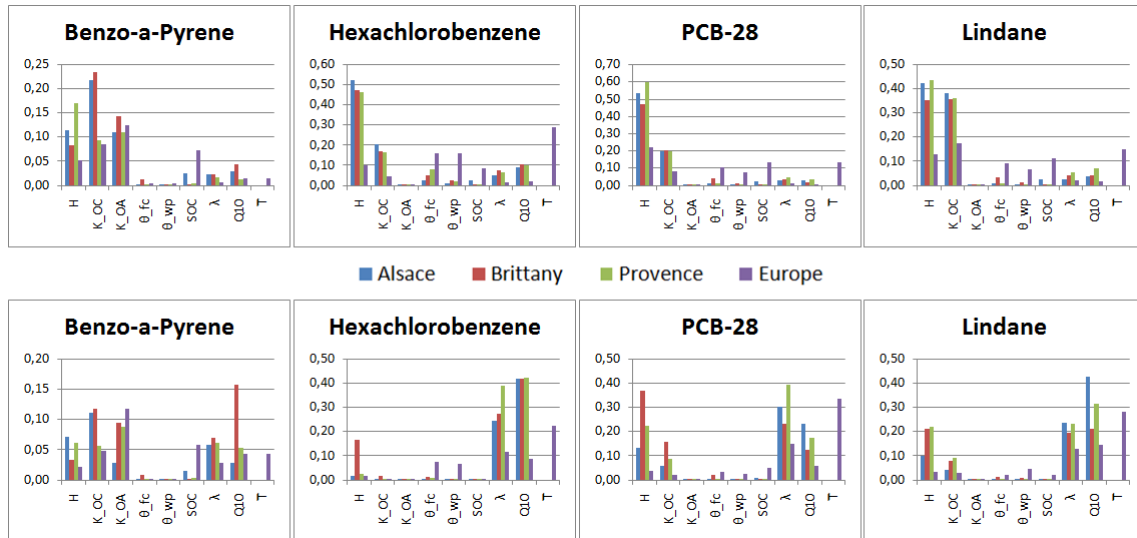 Benzo-a-Pyrene
0,25
0,20
0,15
0,10
0,05
0,00
H
K_OC
K_OA
θ_fc
θ_wp
SOC
λ
Q10
T
Hexachlorobenzene
0,60
0,50
0,40
0,30
0,20
0,10
0,00
H
K_OC
K_OA
θ_fc
θ_wp
SOC
λ
Q10
T
PCB-28
0,70
0,60
0,50
0,40
0,30
0,20
0,10
0,00
H
K_OC
K_OA
θ_fc
θ_wp
SOC
λ
Q10
T
Lindane
0,60
0,50
0,40
0,30
0,20
0,10
0,00
H
K_OC
K_OA
θ_fc
θ_wp
SOC
λ
Q10
T
Alsace Brittany Provence Europe
Benzo-a-Pyrene
0,20
0,15
0,10
0,05
0,00
H
K_OC
K_OA
θ_fc
θ_wp
SOC
λ
Q10
T
Hexachlorobenzene
0,50
0,40
0,30
0,20
0,10
0,00
H
K_OC
K_OA
θ_fc
θ_wp
SOC
λ
Q10
T
PCB-28
0,50
0,40
0,30
0,20
0,10
0,00
H
K_OC
K_OA
θ_fc
θ_wp
SOC
λ
Q10
T
Lindane
0,50
0,40
0,30
0,20
0,10
0,00
H
K_OC
K_OA
θ_fc
θ_wp
SOC
λ
Q10
T